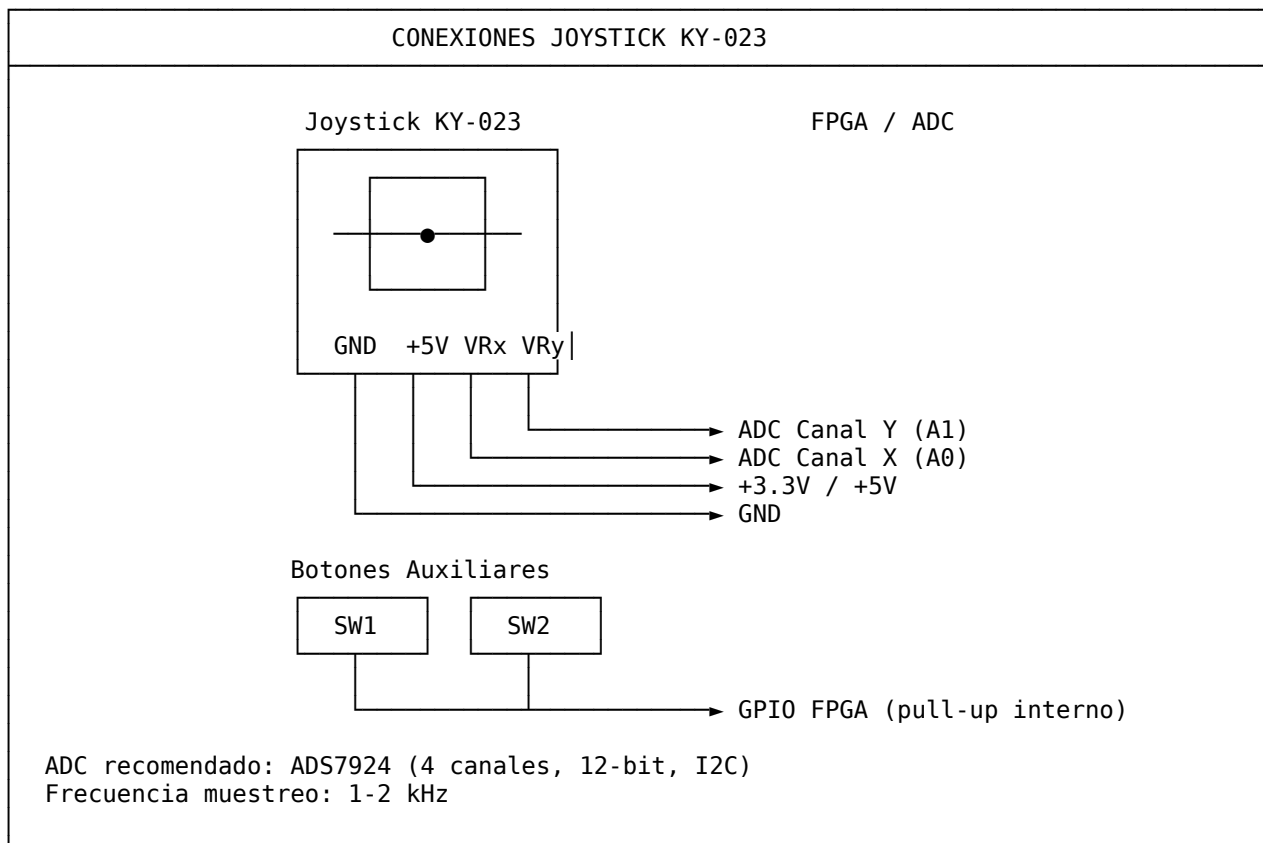 CONEXIONES JOYSTICK KY-023
Joystick KY-023 FPGA / ADC
GND +5V VRx VRy
ADC Canal Y (A1)
ADC Canal X (A0)
+3.3V / +5V
GND
Botones Auxiliares
SW1 SW2
GPIO FPGA (pull-up interno)
ADC recomendado: ADS7924 (4 canales, 12-bit, I2C)
Frecuencia muestreo: 1-2 kHz